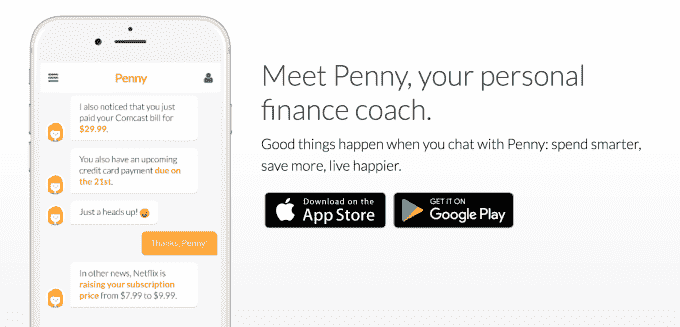 Penny
I also noticed that you just
paid your Comcast bill for
$29.99.
You also have an upcoming
credit card payment due on
the 21st.
Just a heads up!
Thanks, Penny!
In other news, Netflix is
raising your subscription
price from $7.99 to $9.99.
Meet Penny, your personal
finance coach.
Good things happen when you chat with Penny: spend smarter,
save more, live happier.
Download on the
App Store
GET IT ON
Google Play